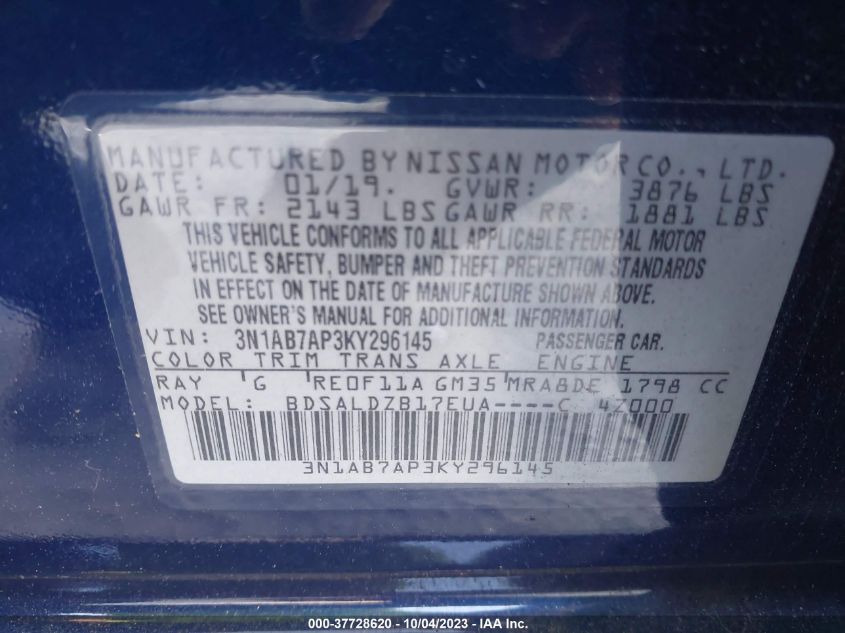 MANUFACTURED BY NISSAN MOTOR CO., LTD.
DATE: 01/19. GVWR: 3876 LBS
GAWR FR: 2143 LBS GAWR RR: 1881 LBS
THIS VEHICLE CONFORMS TO ALL APPLICABLE FEDERAL MOTOR
VEHICLE SAFETY, BUMPER AND THEFT PREVENTION STANDARDS
IN EFFECT ON THE DATE OF MANUFACTURE SHOWN ABOVE.
SEE OWNER'S MANUAL FOR ADDITIONAL INFORMATION.
VIN: 3N1AB7AP3KY296145 PASSENGER CAR.
COLOR TRIM TRANS AXLE ENGINE
RAY G RE0F11A GM35 MRA8DE 1798 CC
MODEL: BDSALDZB17EUA----C 4Z000
3N1AB7AP3KY296145
000-37728620 - 10/04/2023 - IAA Inc.